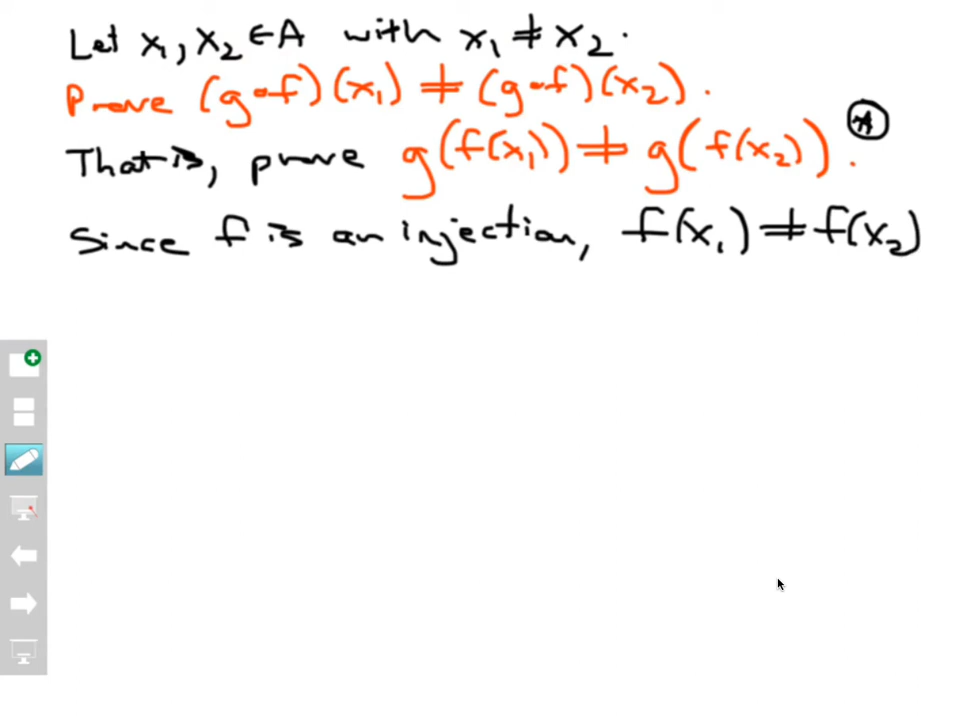 Let x₁, x₂ ∈ A with x₁ ≠ x₂.
Prove (g∘f)(x₁) ≠ (g∘f)(x₂).
That is, prove g(f(x₁)) ≠ g(f(x₂)). ⊛
Since f is an injection, f(x₁) ≠ f(x₂)